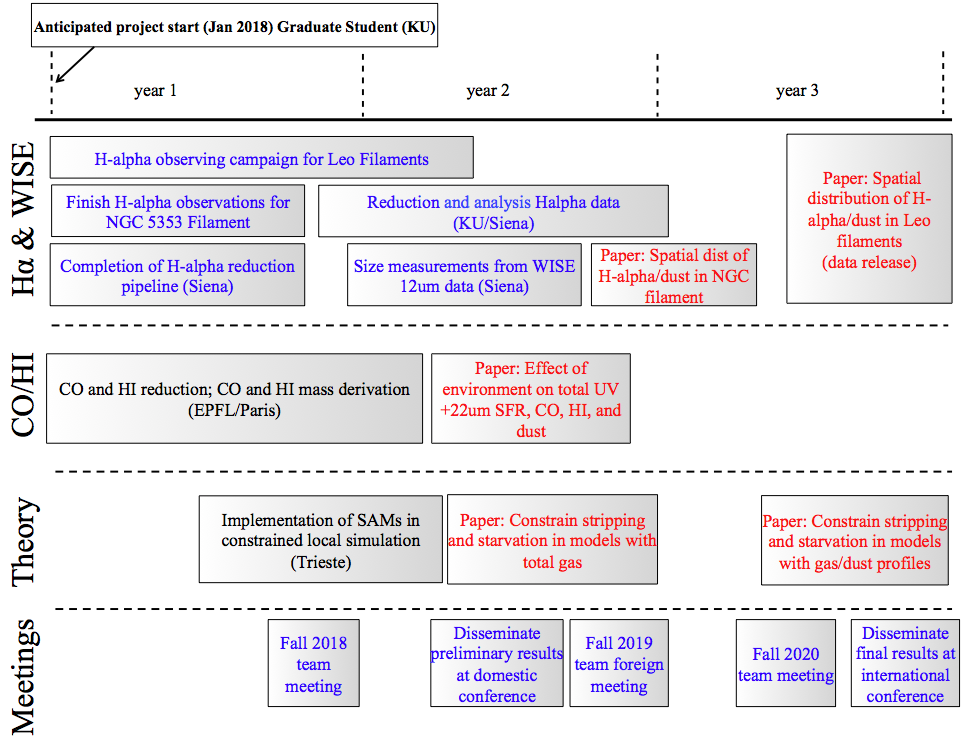 Anticipated project start (Jan 2018) Graduate Student (KU)
year 1
year 2
year 3
Hα & WISE
H-alpha observing campaign for Leo Filaments
Finish H-alpha observations for
NGC 5353 Filament
Reduction and analysis Halpha data
(KU/Siena)
Completion of H-alpha reduction
pipeline (Siena)
Size measurements from WISE
12um data (Siena)
Paper: Spatial dist of
H-alpha/dust in NGC
filament
Paper: Spatial
distribution of H-
alpha/dust in Leo
filaments
(data release)
CO/HI
CO and HI reduction; CO and HI mass derivation
(EPFL/Paris)
Paper: Effect of
environment on total UV
+22um SFR, CO, HI, and
dust
Theory
Implementation of SAMs in
constrained local simulation
(Trieste)
Paper: Constrain stripping
and starvation in models with
total gas
Paper: Constrain stripping
and starvation in models
with gas/dust profiles
Meetings
Fall 2018
team
meeting
Disseminate
preliminary results
at domestic
conference
Fall 2019
team foreign
meeting
Fall 2020
team meeting
Disseminate
final results at
international
conference